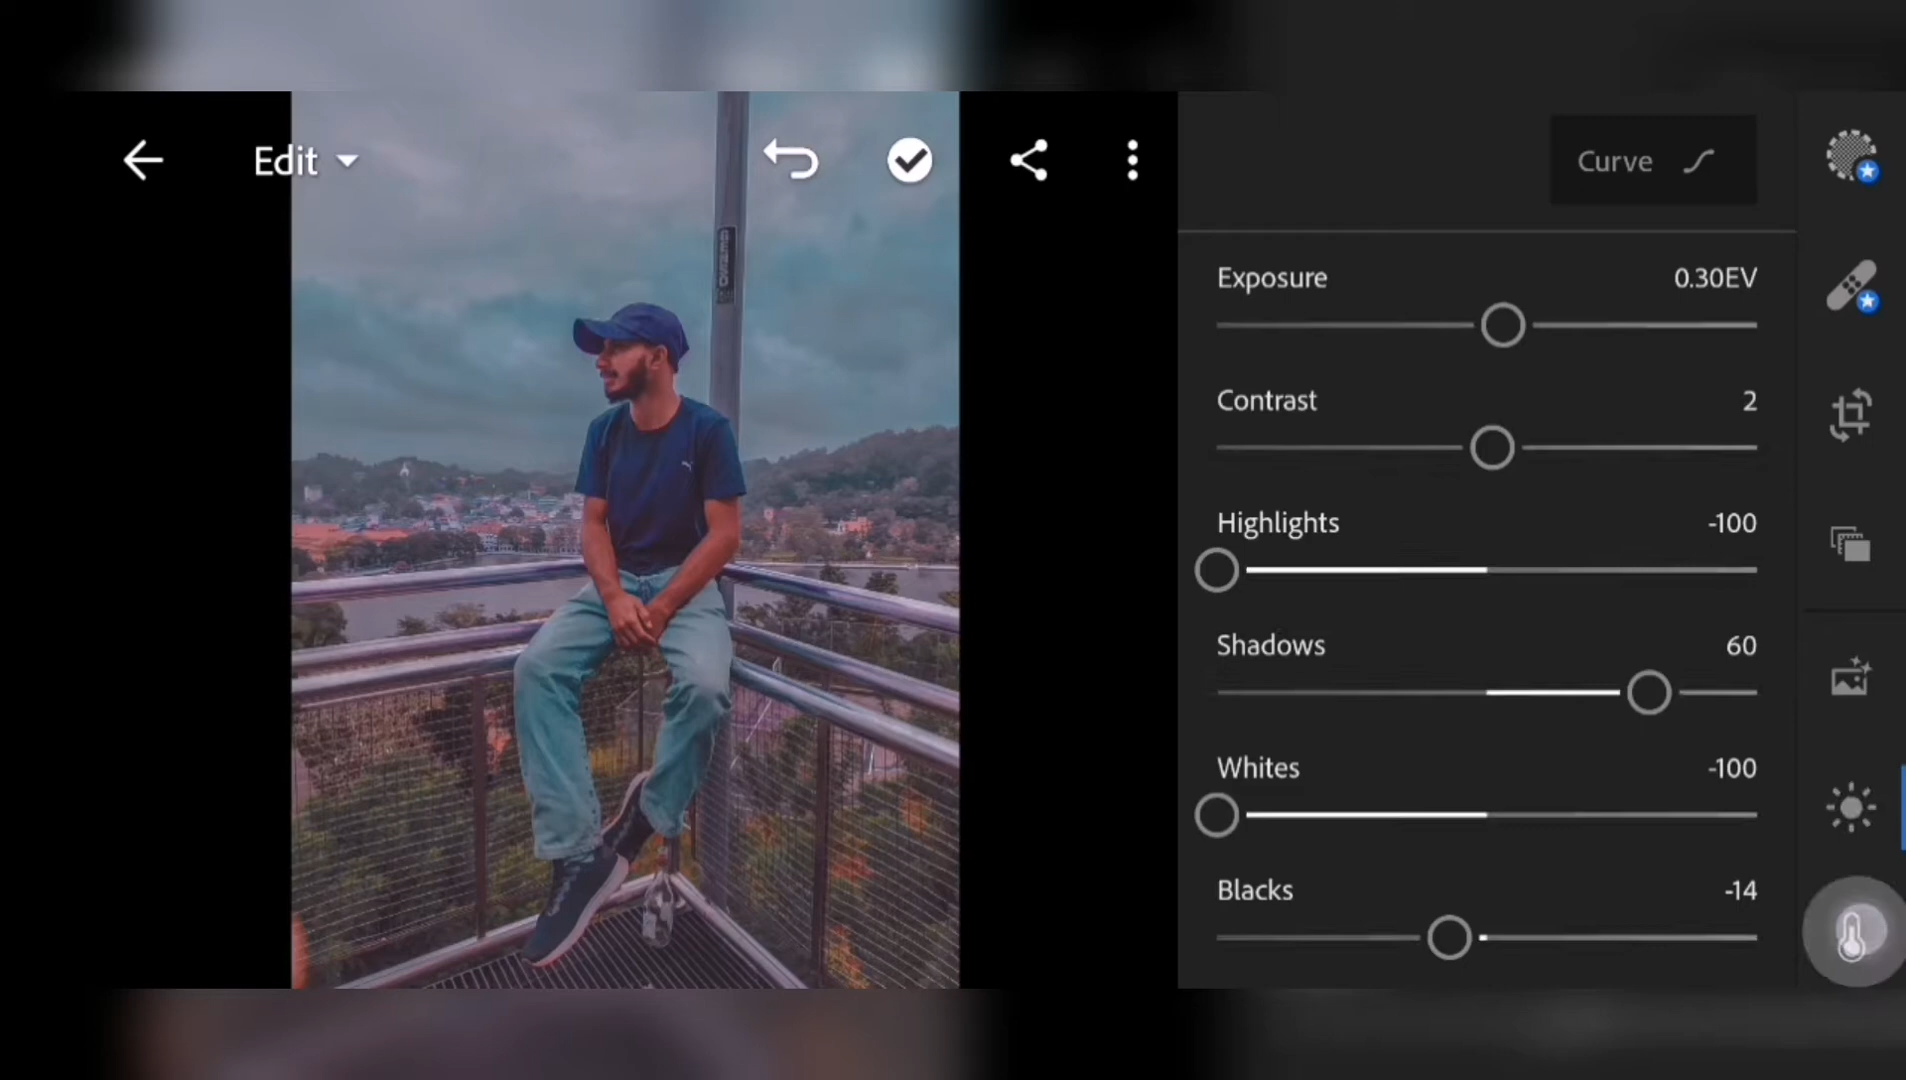 Edit
Curve
Exposure 0.30EV
Contrast 2
Highlights -100
Shadows 60
Whites -100
Blacks -14